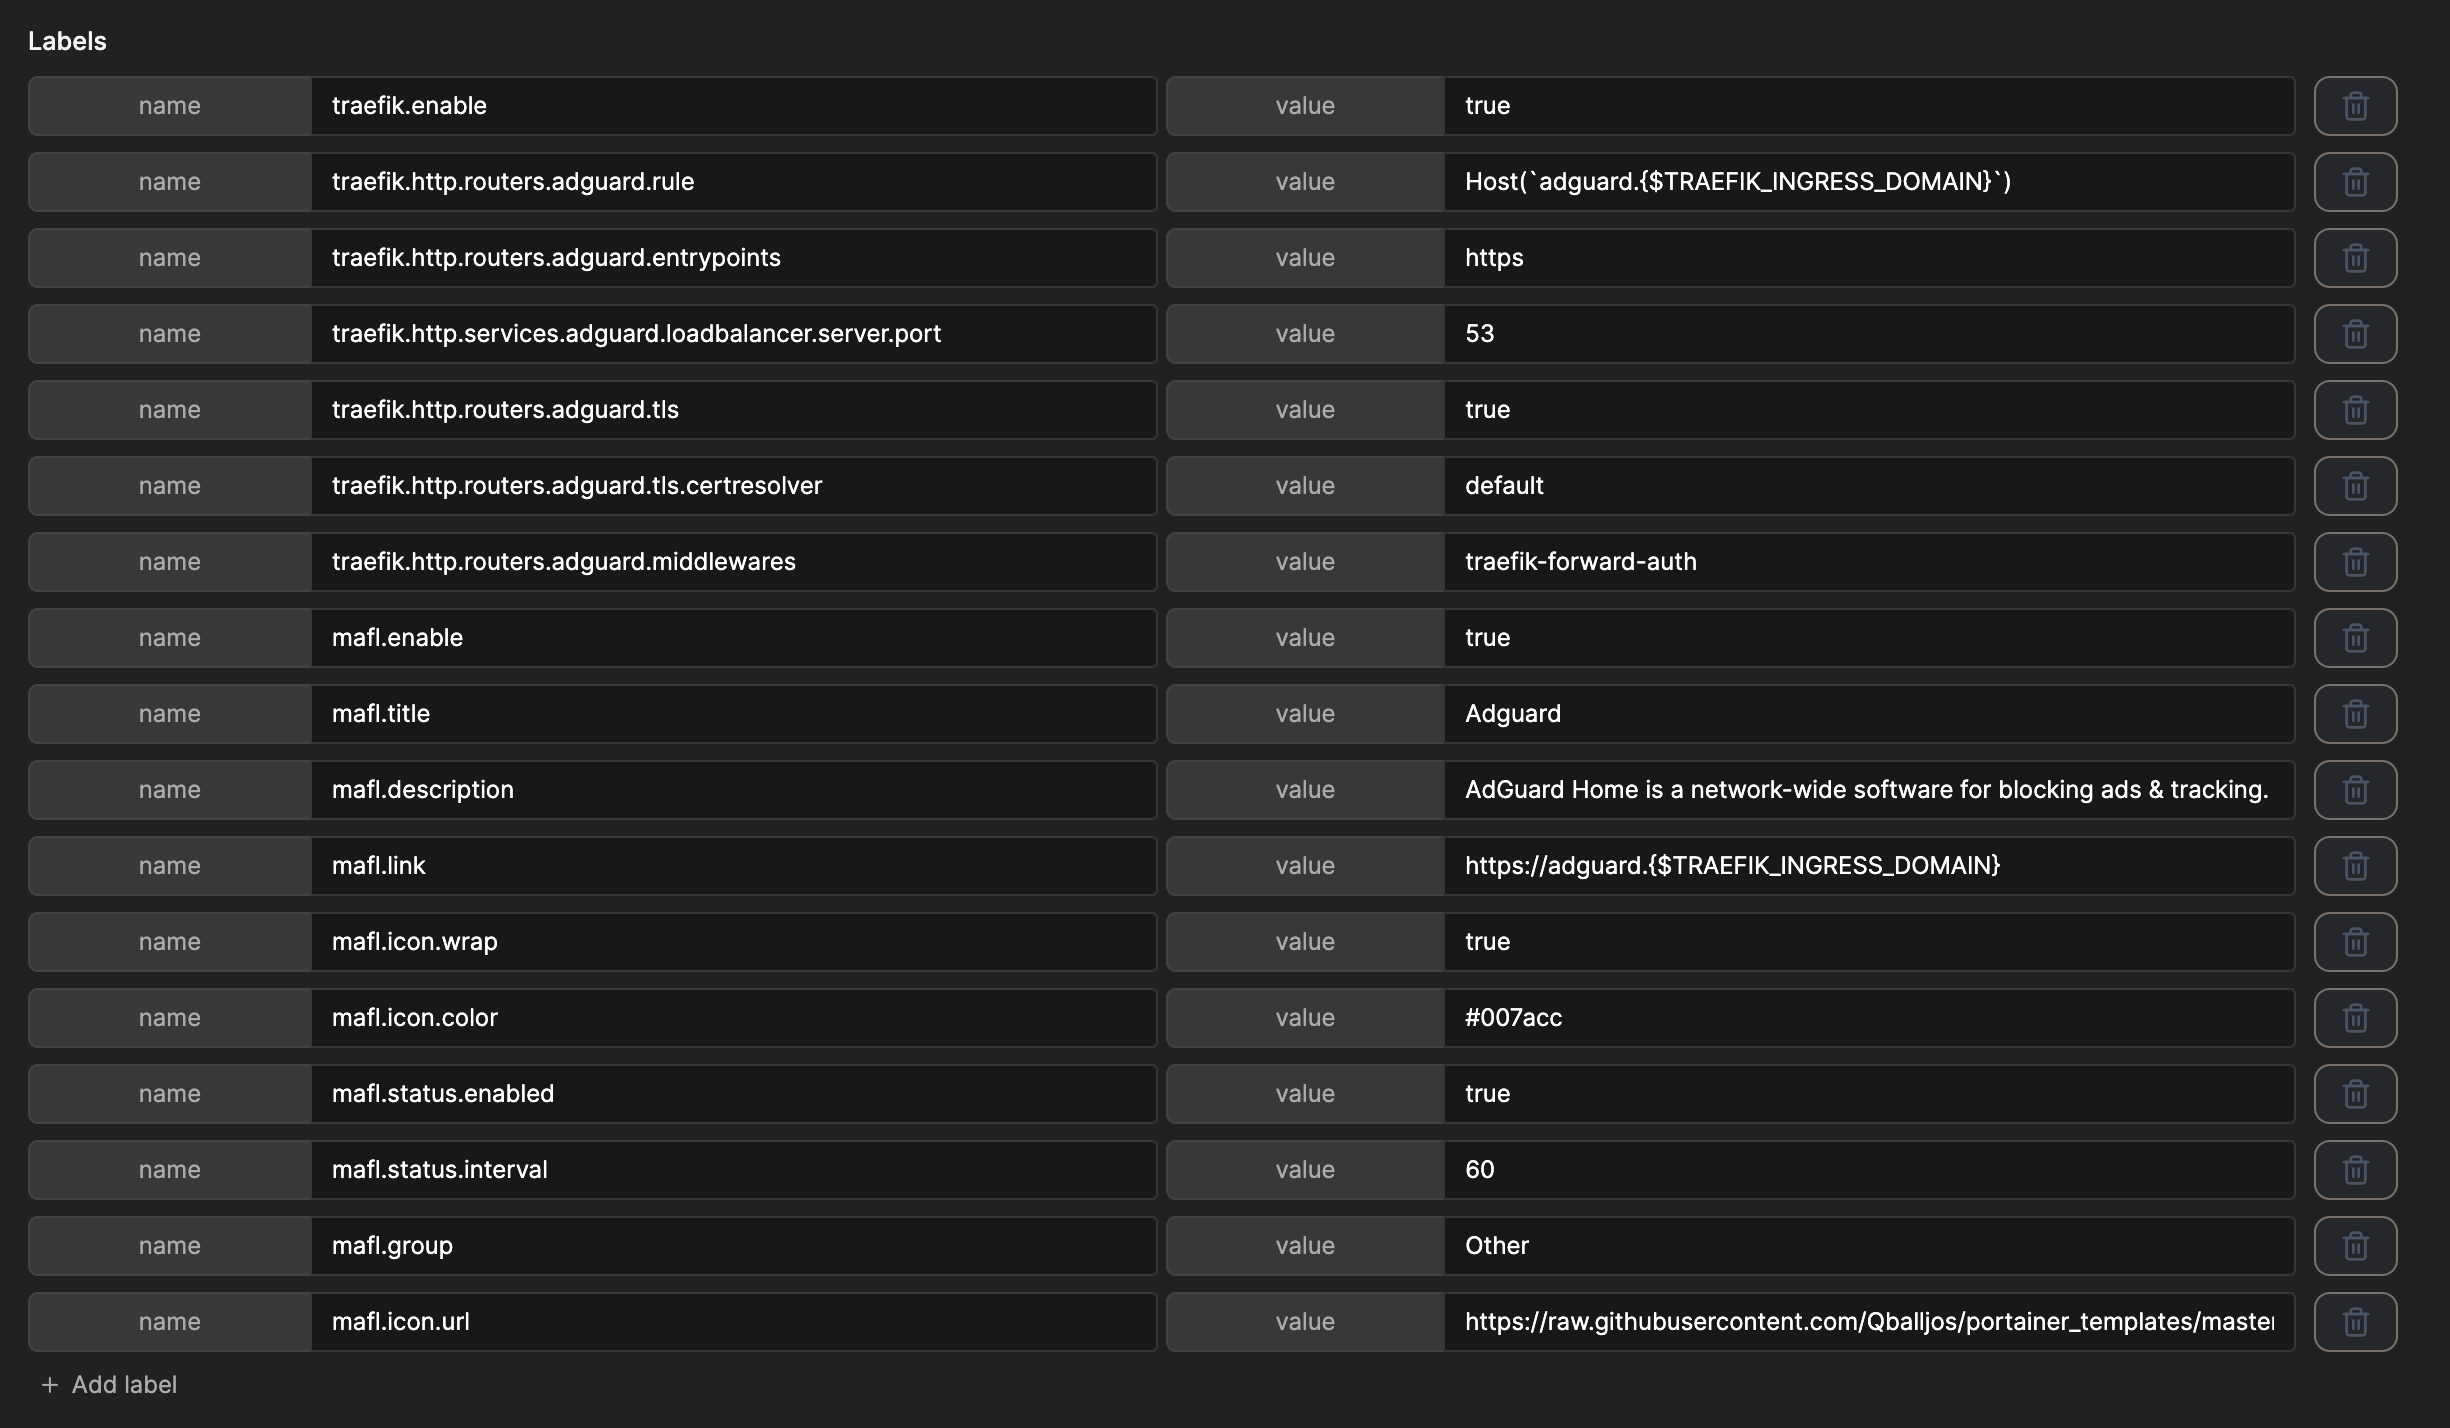 Labels
name traefik.enable value true
name traefik.http.routers.adguard.rule value Host(`adguard.{$TRAEFIK_INGRESS_DOMAIN}`)
name traefik.http.routers.adguard.entrypoints value https
name traefik.http.services.adguard.loadbalancer.server.port value 53
name traefik.http.routers.adguard.tls value true
name traefik.http.routers.adguard.tls.certresolver value default
name traefik.http.routers.adguard.middlewares value traefik-forward-auth
name mafl.enable value true
name mafl.title value Adguard
name mafl.description value AdGuard Home is a network-wide software for blocking ads & tracking.
name mafl.link value https://adguard.{$TRAEFIK_INGRESS_DOMAIN}
name mafl.icon.wrap value true
name mafl.icon.color value #007acc
name mafl.status.enabled value true
name mafl.status.interval value 60
name mafl.group value Other
name mafl.icon.url value https://raw.githubusercontent.com/Qballjos/portainer_templates/master
+ Add label